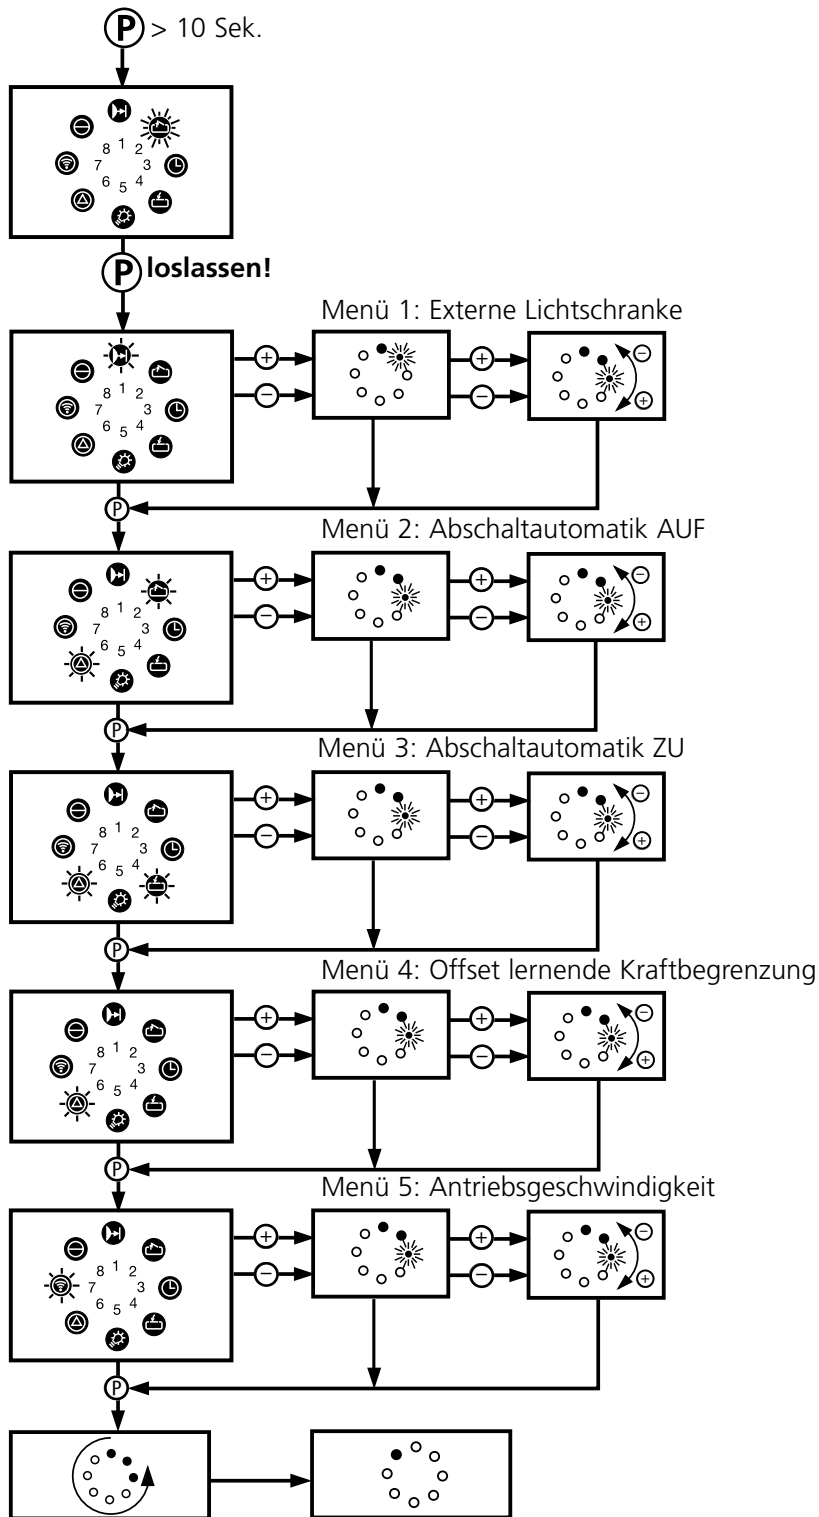 P > 10 Sek.
1 2 3 4 5 6 7 8
P loslassen!
Menü 1: Externe Lichtschranke
1 2 3 4 5 6 7 8
+ + −
− − +
P
Menü 2: Abschaltautomatik AUF
1 2 3 4 5 6 7 8
+ + −
− − +
P
Menü 3: Abschaltautomatik ZU
1 2 3 4 5 6 7 8
+ + −
− − +
P
Menü 4: Offset lernende Kraftbegrenzung
1 2 3 4 5 6 7 8
+ + −
− − +
P
Menü 5: Antriebsgeschwindigkeit
1 2 3 4 5 6 7 8
+ + −
− − +
P